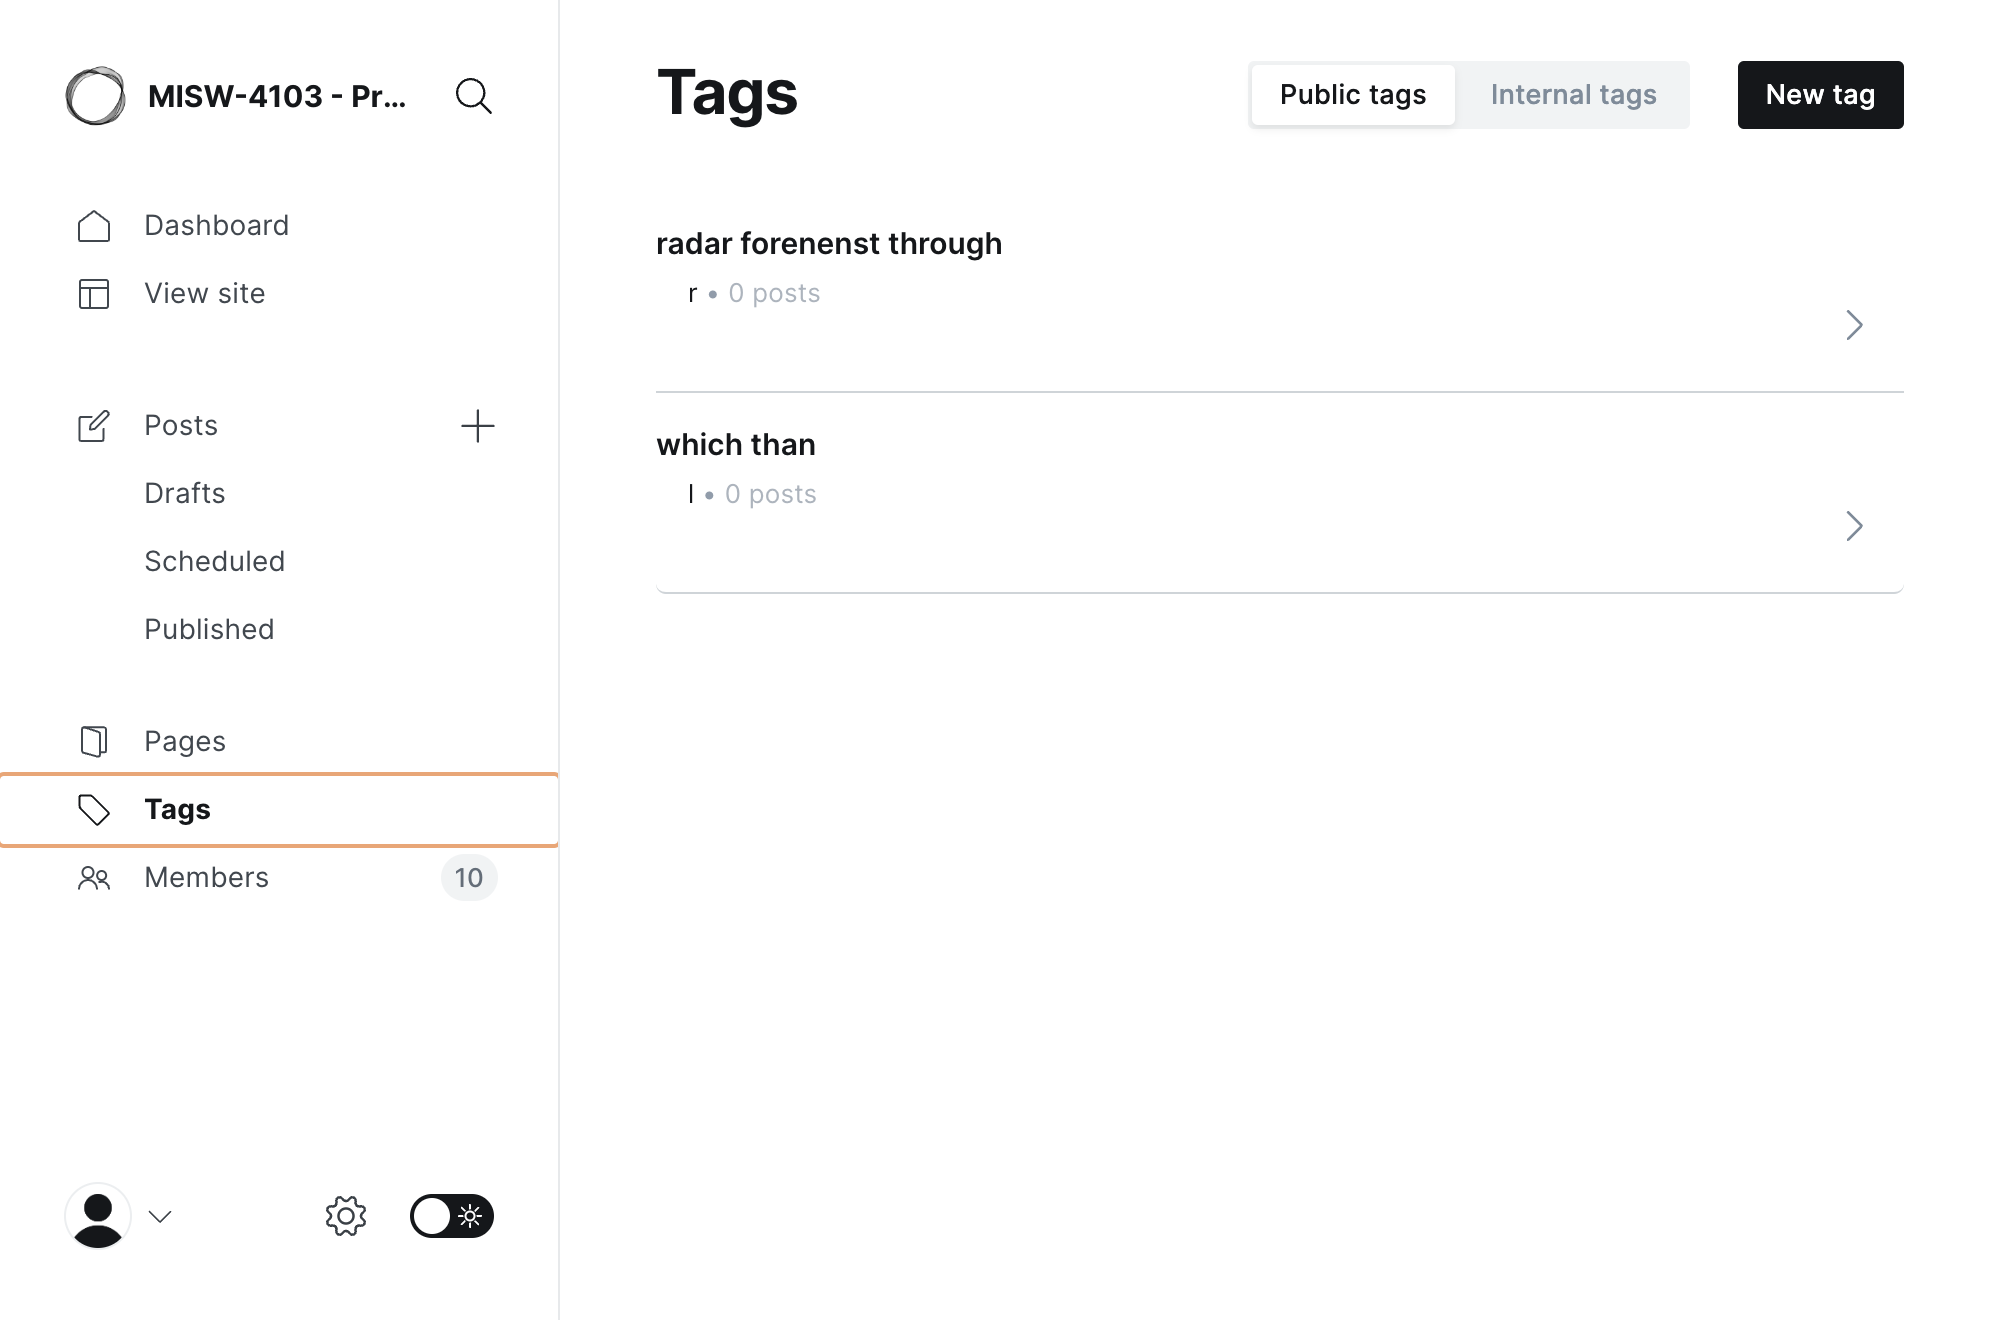 MISW-4103 - Pr...
Dashboard
View site
Posts
Drafts
Scheduled
Published
Pages
Tags
Members 10
Tags
Public tags Internal tags New tag
radar forenenst through
r • 0 posts
which than
l • 0 posts